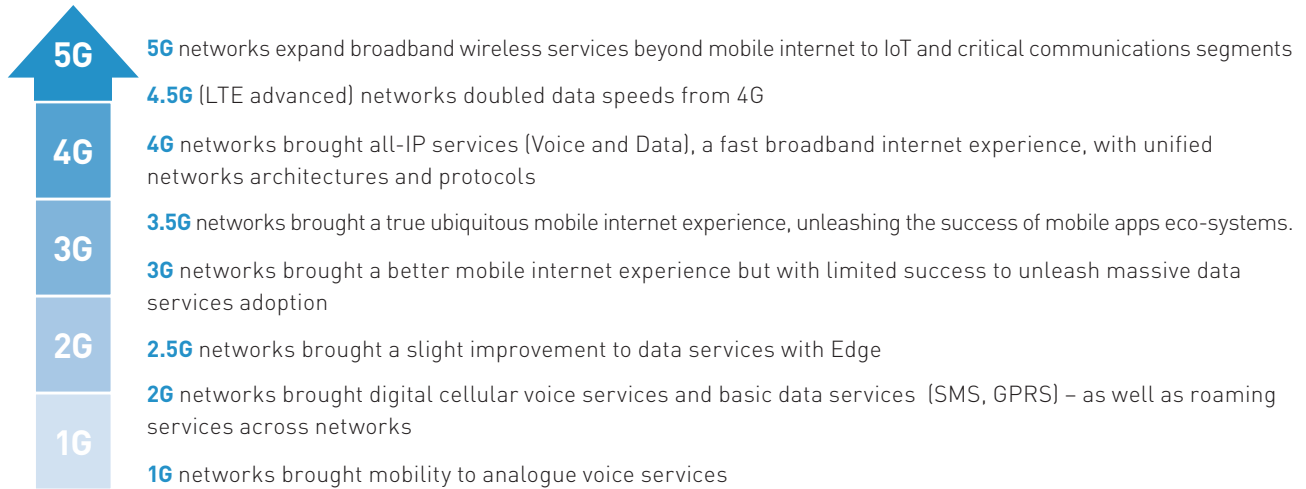 5G
5G networks expand broadband wireless services beyond mobile internet to IoT and critical communications segments
4.5G (LTE advanced) networks doubled data speeds from 4G
4G
4G networks brought all-IP services (Voice and Data), a fast broadband internet experience, with unified
networks architectures and protocols
3.5G networks brought a true ubiquitous mobile internet experience, unleashing the success of mobile apps eco-systems.
3G
3G networks brought a better mobile internet experience but with limited success to unleash massive data
services adoption
2G
2.5G networks brought a slight improvement to data services with Edge
2G networks brought digital cellular voice services and basic data services (SMS, GPRS) – as well as roaming
services across networks
1G
1G networks brought mobility to analogue voice services